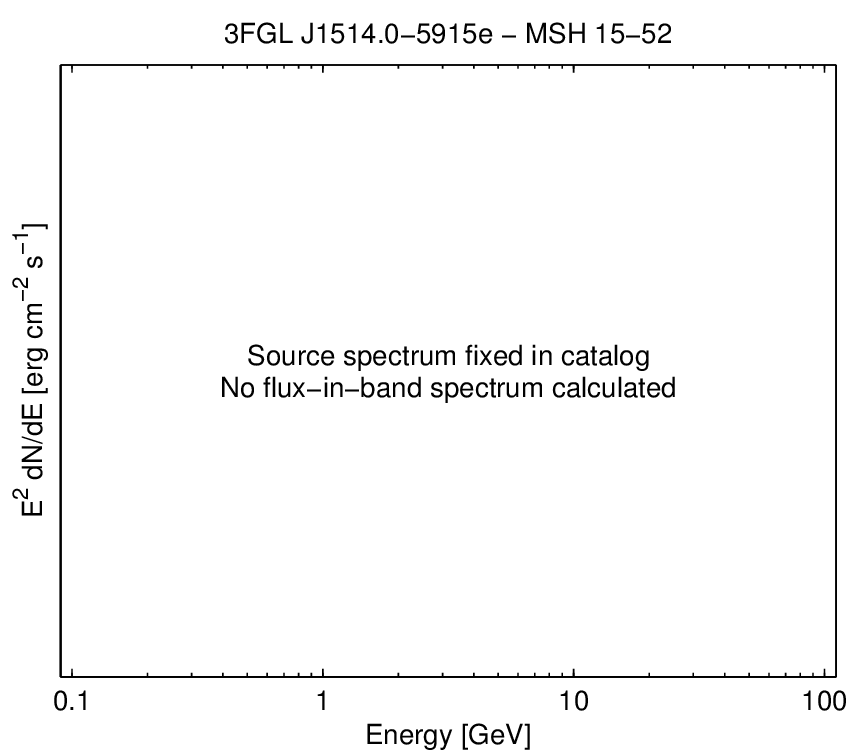 3FGL J1514.0−5915e − MSH 15−52
E² dN/dE [erg cm⁻² s⁻¹]
Source spectrum fixed in catalog
No flux−in−band spectrum calculated
0.1 1 10 100
Energy [GeV]